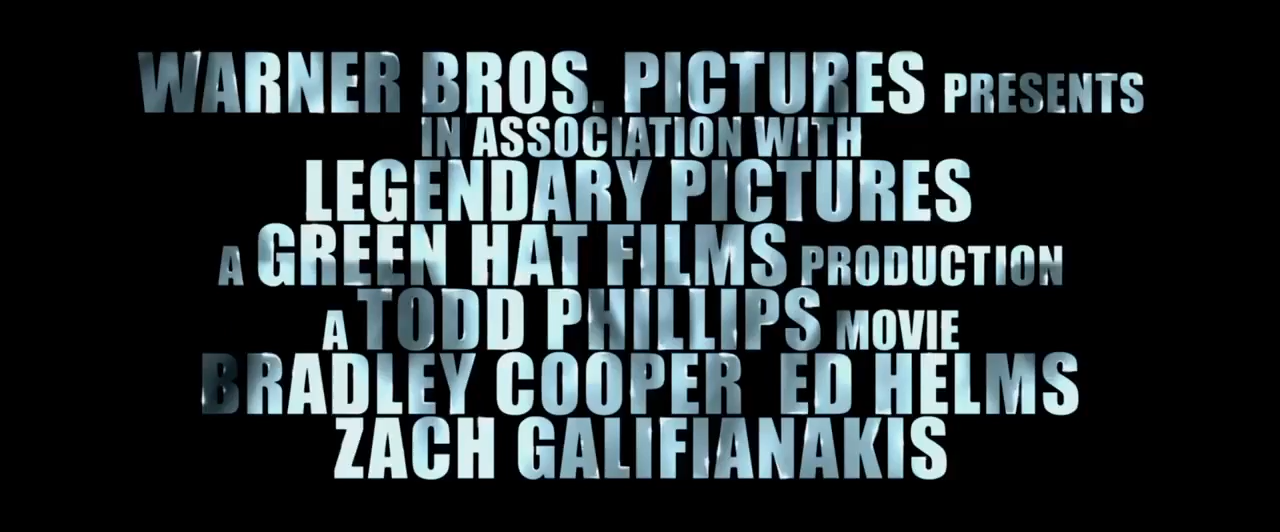 WARNER BROS. PICTURES PRESENTS
IN ASSOCIATION WITH
LEGENDARY PICTURES
A GREEN HAT FILMS PRODUCTION
A TODD PHILLIPS MOVIE
BRADLEY COOPER ED HELMS
ZACH GALIFIANAKIS